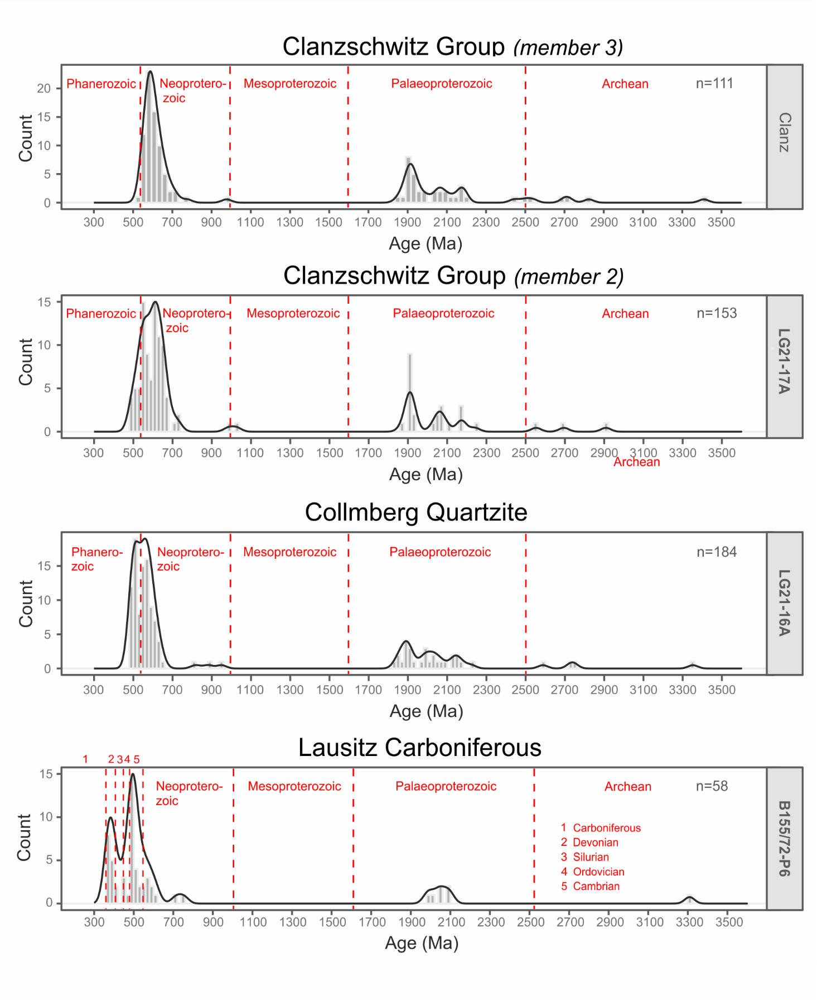 Clanzschwitz Group (member 3)
Phanerozoic
Neoprotero-
zoic
Mesoproterozoic
Palaeoproterozoic
Archean
n=111
Clanz
Count
20
15
10
5
0
300 500 700 900 1100 1300 1500 1700 1900 2100 2300 2500 2700 2900 3100 3300 3500
Age (Ma)
Clanzschwitz Group (member 2)
Phanerozoic
Neoprotero-
zoic
Mesoproterozoic
Palaeoproterozoic
Archean
n=153
LG21-17A
Count
15
10
5
0
300 500 700 900 1100 1300 1500 1700 1900 2100 2300 2500 2700 2900 3100 3300 3500
Archean
Age (Ma)
Collmberg Quartzite
Phanero-
zoic
Neoprotero-
zoic
Mesoproterozoic
Palaeoproterozoic
n=184
LG21-16A
Count
15
10
5
0
300 500 700 900 1100 1300 1500 1700 1900 2100 2300 2500 2700 2900 3100 3300 3500
Age (Ma)
Lausitz Carboniferous
1 2 3 4 5
Neoprotero-
zoic
Mesoproterozoic
Palaeoproterozoic
Archean
n=58
1 Carboniferous
2 Devonian
3 Silurian
4 Ordovician
5 Cambrian
B155/72-P6
Count
15
10
5
0
300 500 700 900 1100 1300 1500 1700 1900 2100 2300 2500 2700 2900 3100 3300 3500
Age (Ma)